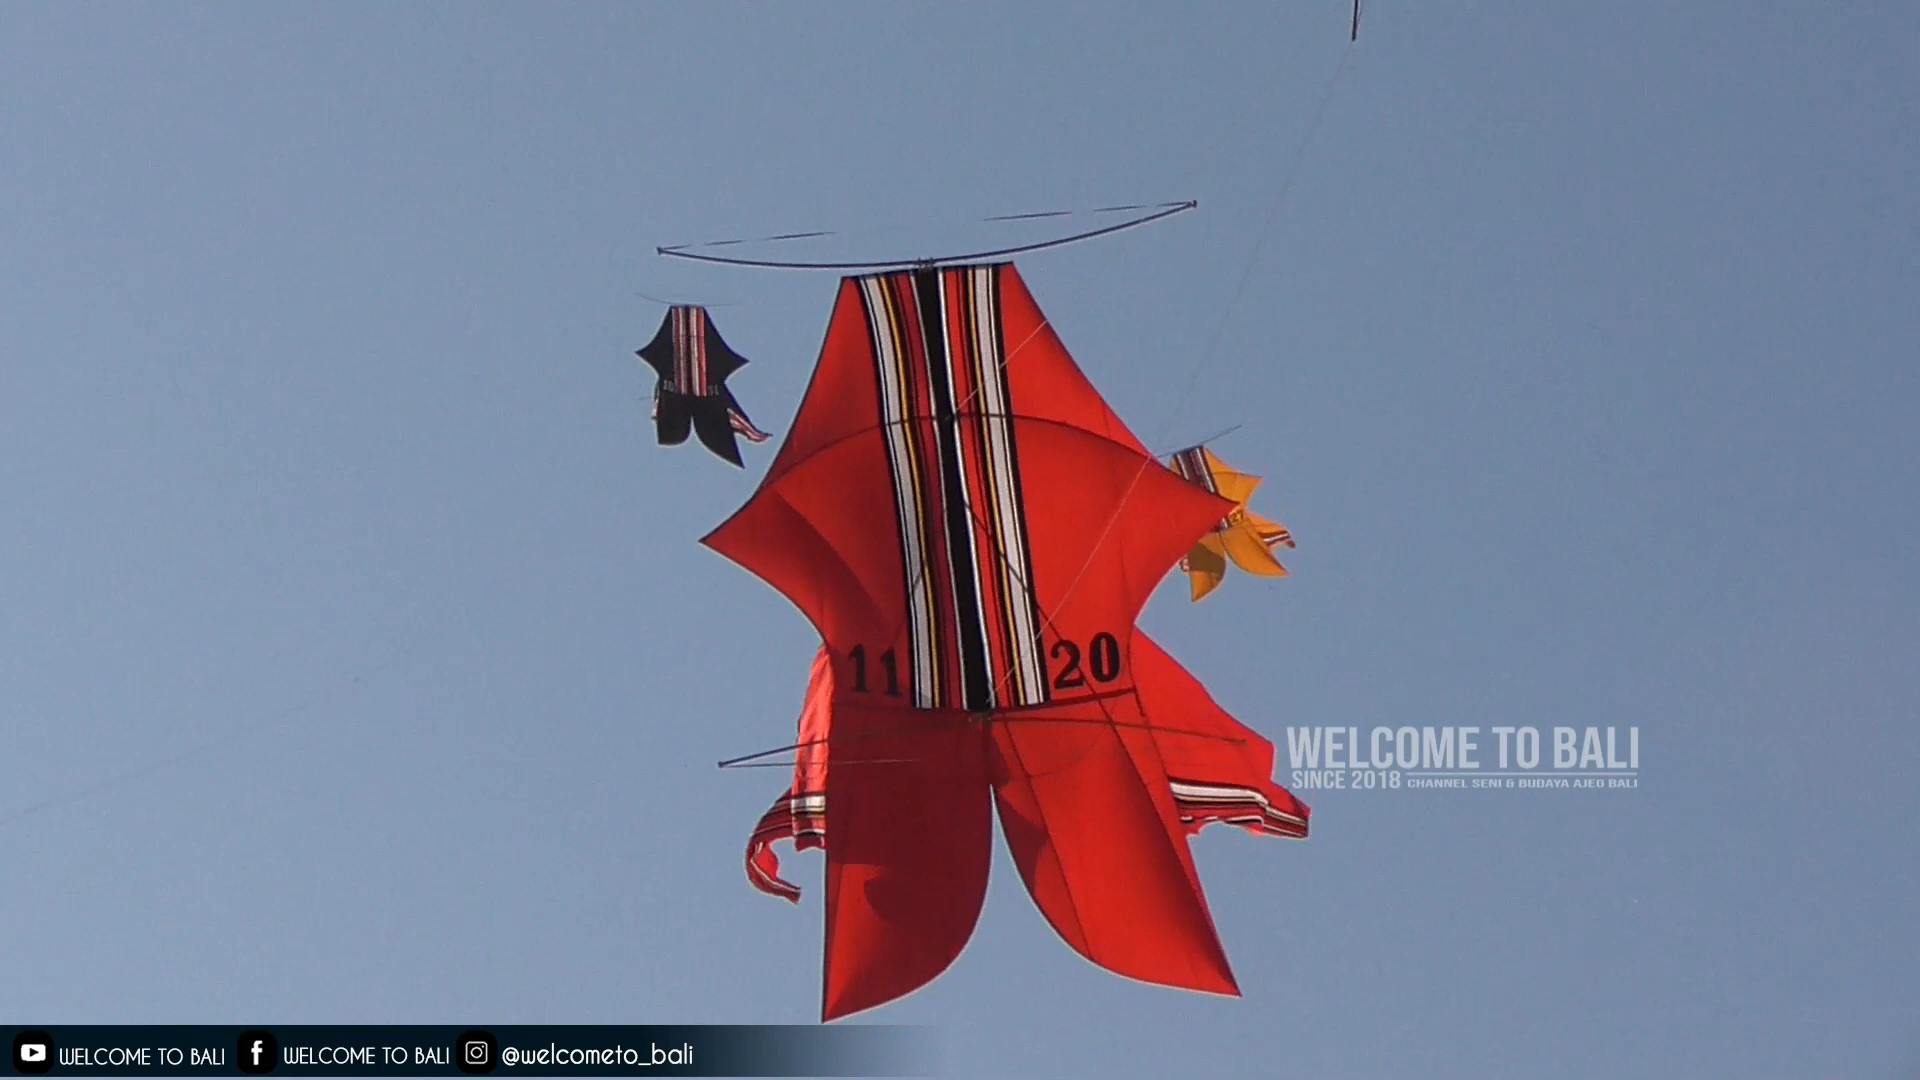 11 20
27
WELCOME TO BALI
SINCE 2018 CHANNEL SENI & BUDAYA AJEG BALI
WELCOME TO BALI WELCOME TO BALI @welcometo_bali